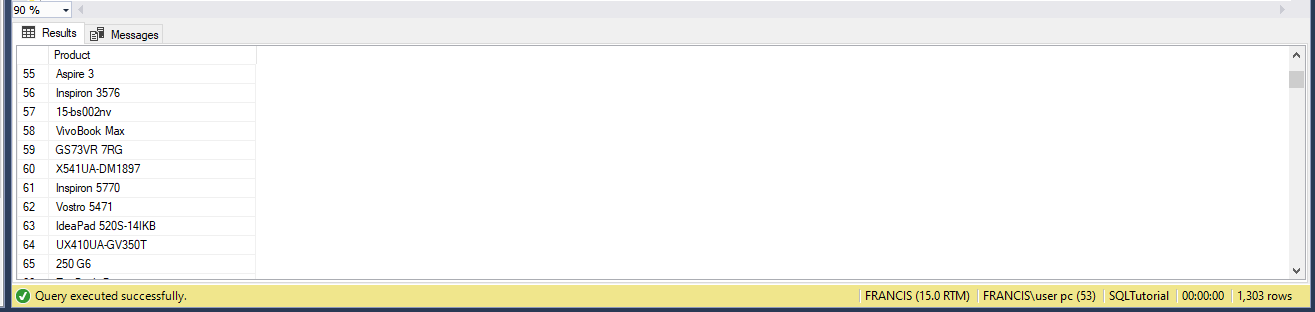 90 %
Results Messages
Product
55 Aspire 3
56 Inspiron 3576
57 15-bs002nv
58 VivoBook Max
59 GS73VR 7RG
60 X541UA-DM1897
61 Inspiron 5770
62 Vostro 5471
63 IdeaPad 520S-14IKB
64 UX410UA-GV350T
65 250 G6
Query executed successfully. FRANCIS (15.0 RTM) FRANCIS\user pc (53) SQLTutorial 00:00:00 1,303 rows